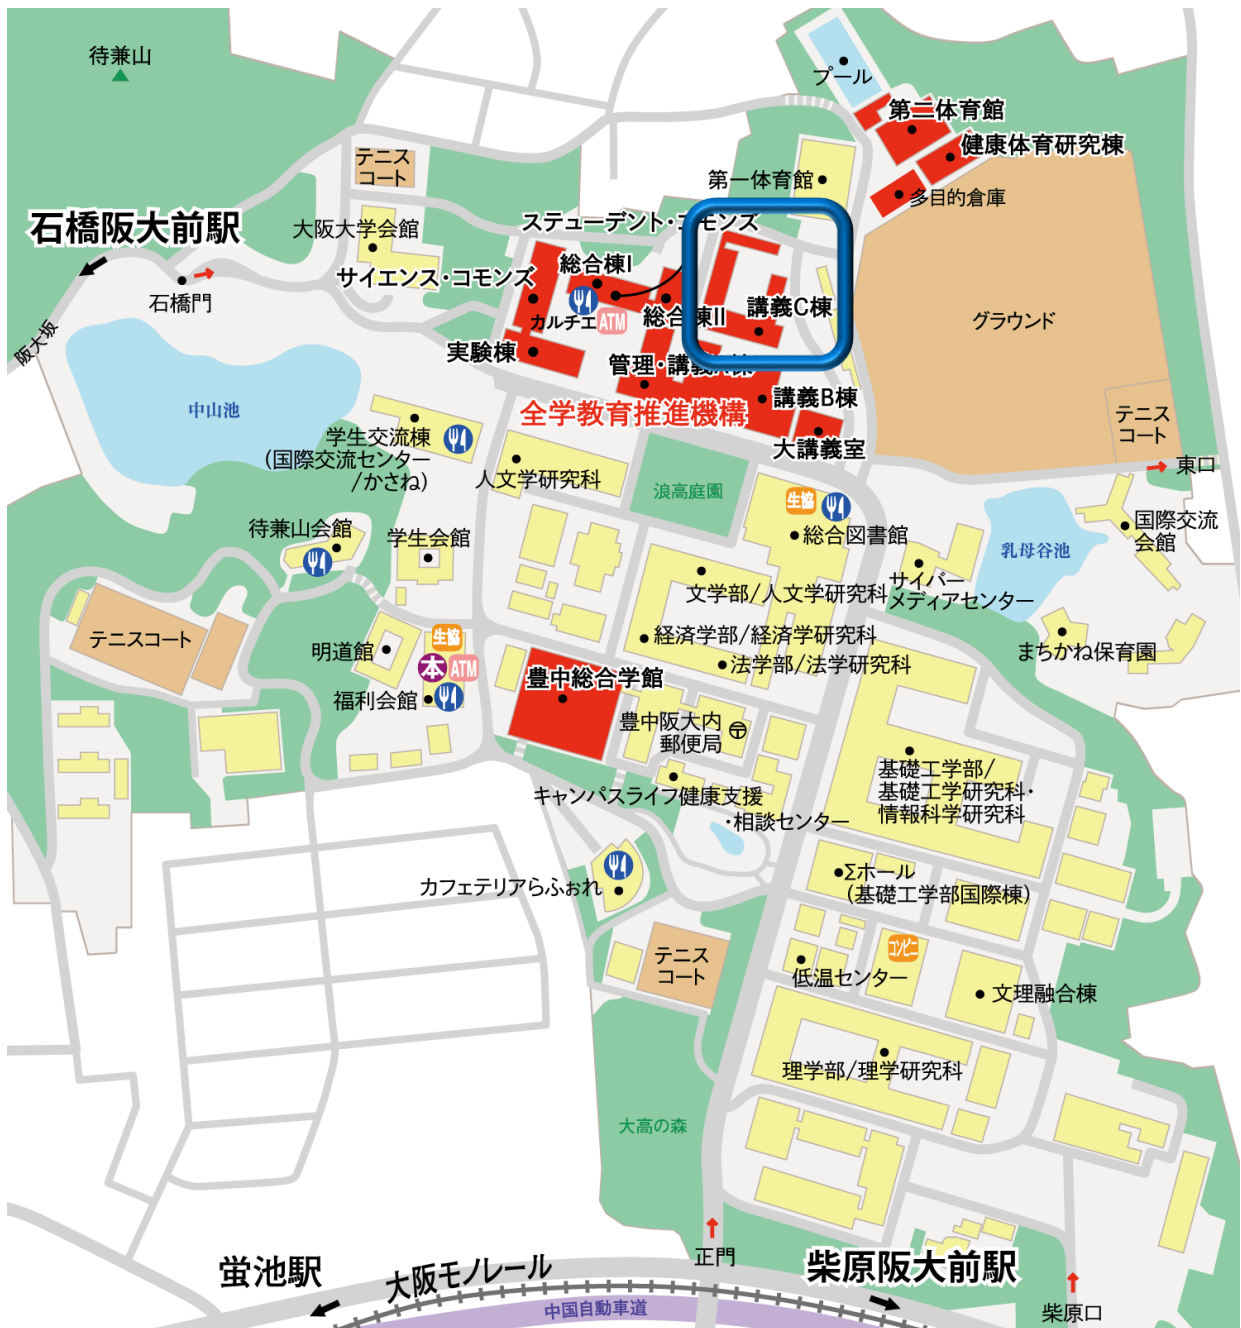 待兼山
プール
第二体育館
健康体育研究棟
テニス
コート
第一体育館
多目的倉庫
石橋阪大前駅
大阪大学会館
ステューデント・コモンズ
サイエンス・コモンズ
総合棟I
石橋門
カルチエ
ATM
総合棟II
講義C棟
グラウンド
阪大坂
実験棟
管理・講義A棟
講義B棟
中山池
全学教育推進機構
大講義室
テニス
コート
学生交流棟
(国際交流センター
/かさね)
人文学研究科
東口
浪高庭園
生協
総合図書館
国際交流
会館
待兼山会館
学生会館
乳母谷池
サイバー
メディアセンター
文学部/人文学研究科
テニスコート
明道館
生協
本
ATM
経済学部/経済学研究科
法学部/法学研究科
まちかね保育園
豊中総合学館
福利会館
豊中阪大内
郵便局
基礎工学部/
基礎工学研究科・
情報科学研究科
キャンパスライフ健康支援
・相談センター
カフェテリアらふぉれ
Σホール
(基礎工学部国際棟)
コンビニ
テニス
コート
低温センター
文理融合棟
理学部/理学研究科
大高の森
正門
蛍池駅
大阪モノレール
柴原阪大前駅
中国自動車道
柴原口